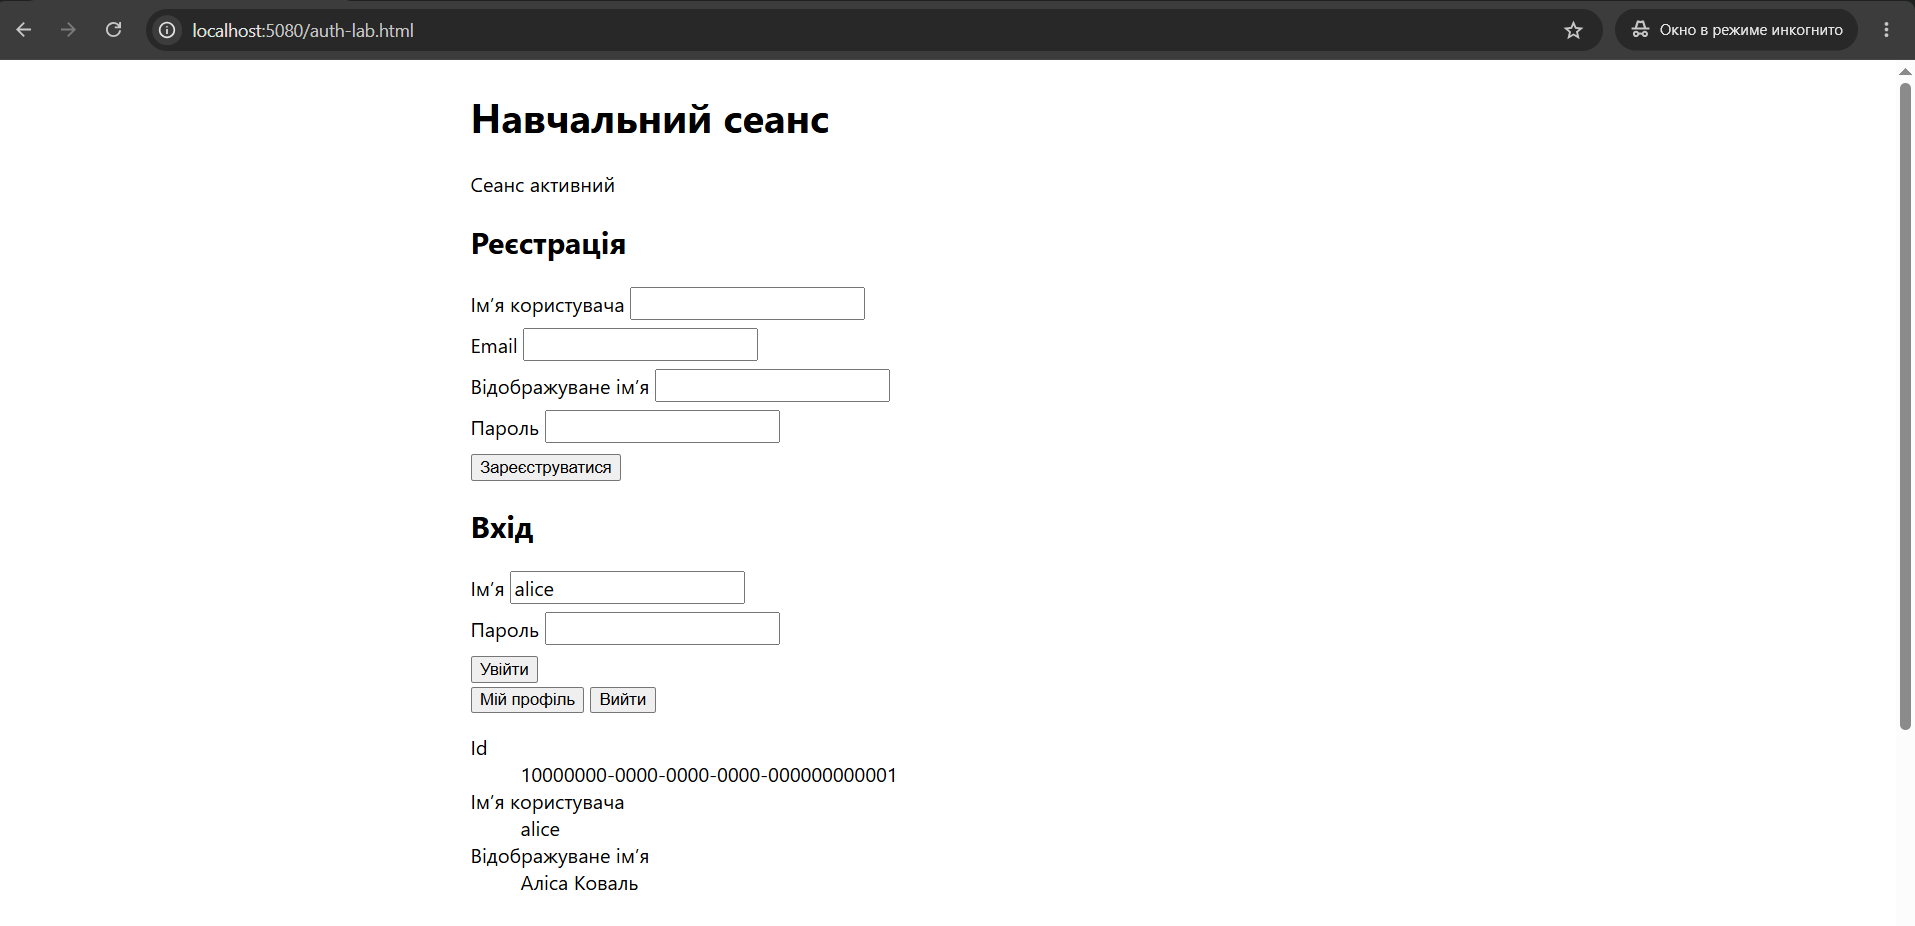 localhost:5080/auth-lab.html
Окно в режиме инкогнито
Навчальний сеанс
Сеанс активний
Реєстрація
Ім’я користувача
Email
Відображуване ім’я
Пароль
Зареєструватися
Вхід
Ім’я alice
Пароль
Увійти
Мій профіль Вийти
Id
10000000-0000-0000-0000-000000000001
Ім’я користувача
alice
Відображуване ім’я
Аліса Коваль